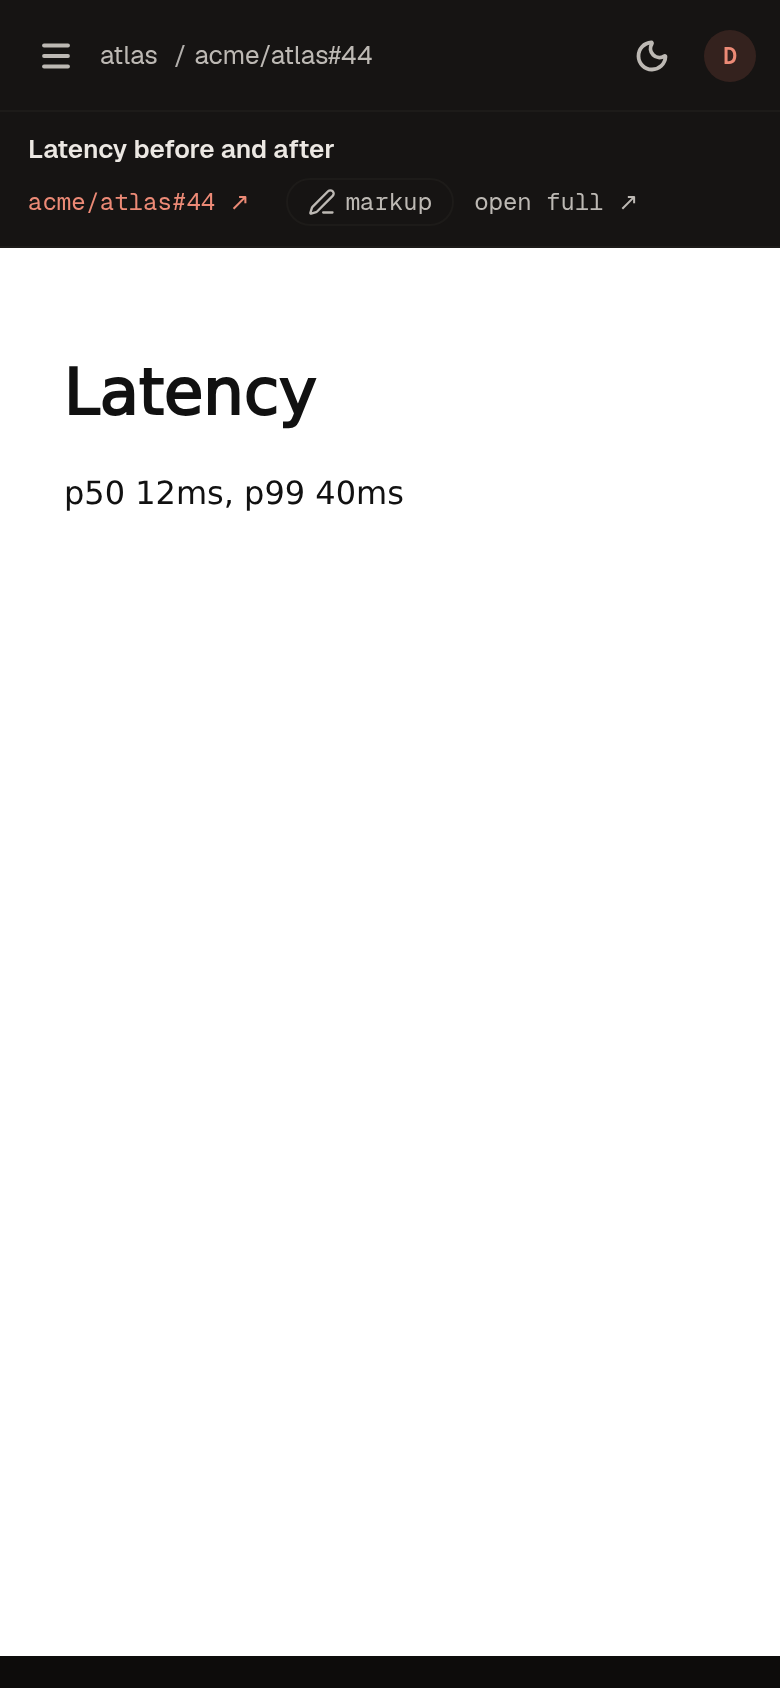 atlas / acme/atlas#44
D
Latency before and after
acme/atlas#44 ↗ markup open full ↗
Latency
p50 12ms, p99 40ms